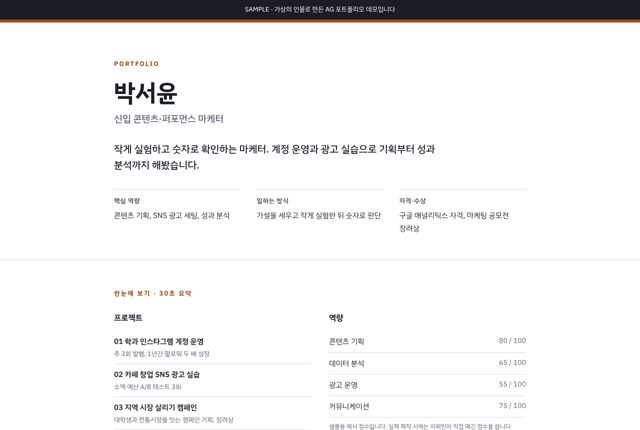 SAMPLE · 가상의 인물로 만든 AG 포트폴리오 데모입니다
PORTFOLIO
박서윤
신입 콘텐츠·퍼포먼스 마케터
작게 실험하고 숫자로 확인하는 마케터. 계정 운영과 광고 실습으로 기획부터 성과
분석까지 해봤습니다.
핵심 역량
콘텐츠 기획, SNS 광고 세팅, 성과 분석
일하는 방식
가설을 세우고 작게 실험한 뒤 숫자로 판단
자격·수상
구글 애널리틱스 자격, 마케팅 공모전
장려상
한눈에 보기 · 30초 요약
프로젝트
01 학과 인스타그램 계정 운영
주 3회 발행, 1년간 팔로워 두 배 성장
02 카페 창업 SNS 광고 실습
소액 예산 A/B 테스트 3회
03 지역 시장 살리기 캠페인
대학생과 전통시장을 잇는 캠페인 기획, 장려상
역량
콘텐츠 기획 80 / 100
데이터 분석 65 / 100
광고 운영 55 / 100
커뮤니케이션 75 / 100
샘플용 예시 점수입니다. 실제 제작 시에는 의뢰인이 직접 매긴 점수를 씁니다